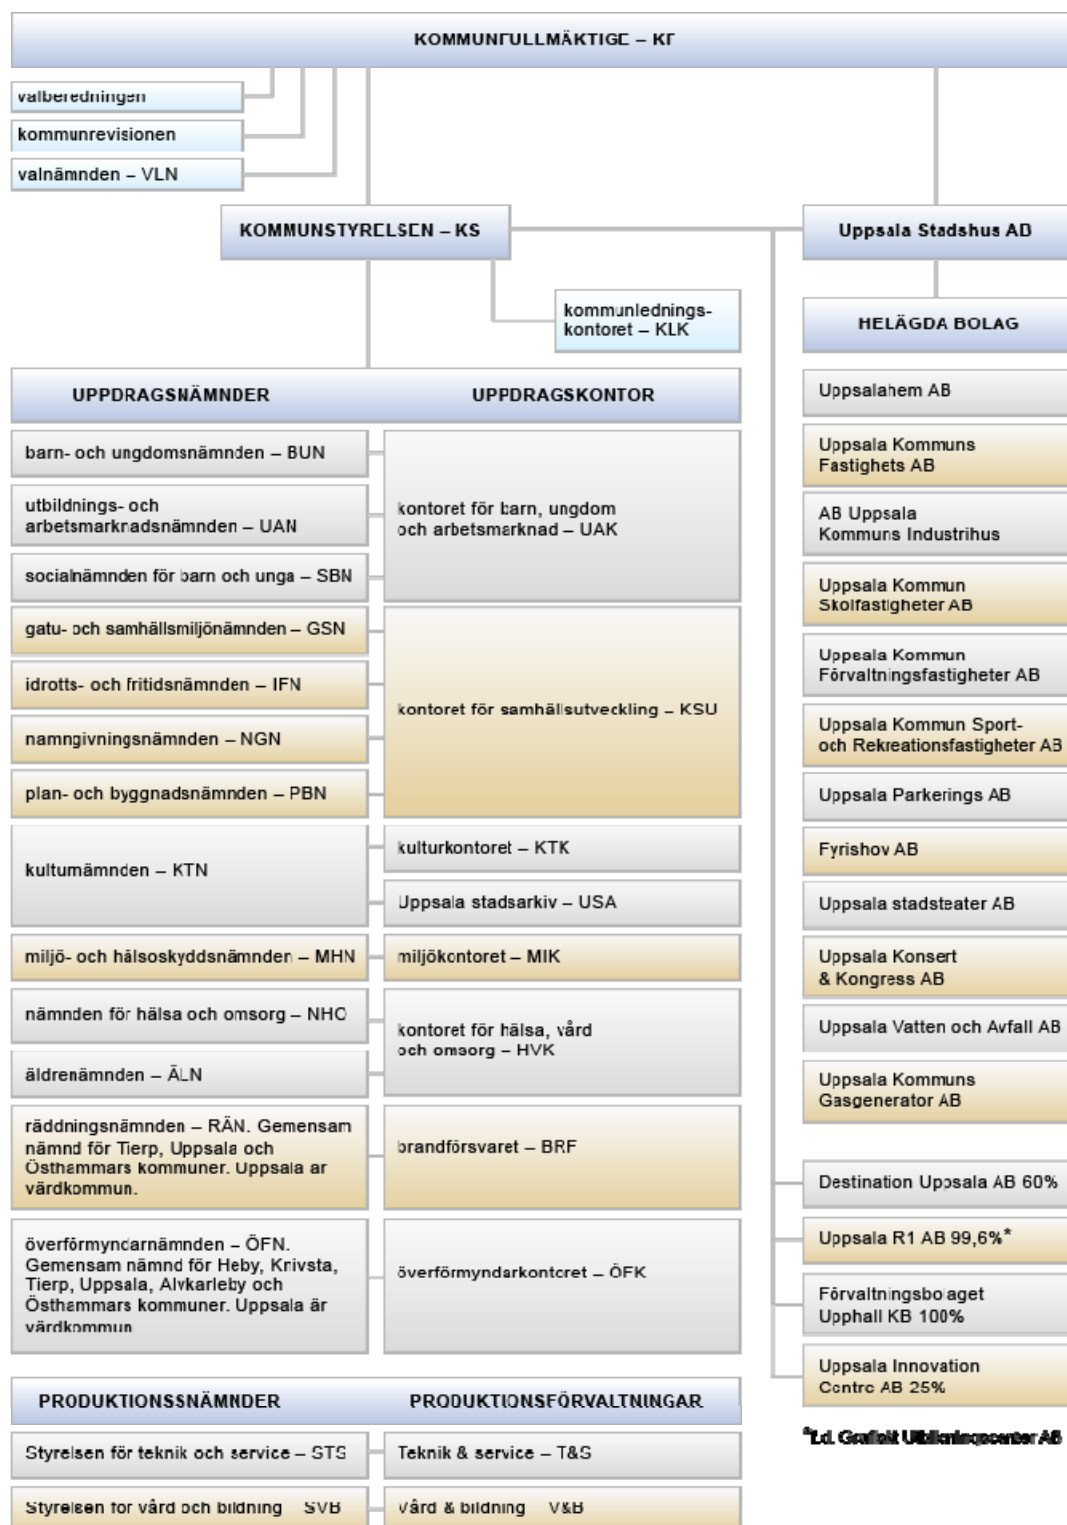 KOMMUNFULLMÄKTIGE – KF
valberedningen
kommunrevisionen
valnämnden – VLN
KOMMUNSTYRELSEN – KS
Uppsala Stadshus AB
kommunlednings-
kontoret – KLK
HELÄGDA BOLAG
UPPDRAGSNÄMNDER
UPPDRAGSKONTOR
barn- och ungdomsnämnden – BUN
utbildnings- och
arbetsmarknadsnämnden – UAN
socialnämnden för barn och unga – SBN
kontoret för barn, ungdom
och arbetsmarknad – UAK
gatu- och samhällsmiljönämnden – GSN
idrotts- och fritidsnämnden – IFN
namngivningsnämnden – NGN
plan- och byggnadsnämnden – PBN
kontoret för samhällsutveckling – KSU
kulturnämnden – KTN
kulturkontoret – KTK
Uppsala stadsarkiv – USA
miljö- och hälsoskyddsnämnden – MHN
miljökontoret – MIK
nämnden för hälsa och omsorg – NHO
äldrenämnden – ÄLN
kontoret för hälsa, vård
och omsorg – HVK
räddningsnämnden – RÄN. Gemensam
nämnd för Tierp, Uppsala och
Östhammars kommuner. Uppsala är
värdkommun.
brandförsvaret – BRF
överförmyndarnämnden – ÖFN.
Gemensam nämnd för Heby, Knivsta,
Tierp, Uppsala, Älvkarleby och
Östhammars kommuner. Uppsala är
värdkommun
överförmyndarkontoret – ÖFK
PRODUKTIONSSNÄMNDER
PRODUKTIONSFÖRVALTNINGAR
Styrelsen för teknik och service – STS
Teknik & service – T&S
Styrelsen för vård och bildning – SVB
Vård & bildning – V&B
Uppsalahem AB
Uppsala Kommuns
Fastighets AB
AB Uppsala
Kommuns Industrihus
Uppsala Kommun
Skolfastigheter AB
Uppsala Kommun
Förvaltningsfastigheter AB
Uppsala Kommun Sport-
och Rekreationsfastigheter AB
Uppsala Parkerings AB
Fyrishov AB
Uppsala stadsteater AB
Uppsala Konsert
& Kongress AB
Uppsala Vatten och Avfall AB
Uppsala Kommuns
Gasgenerator AB
Destination Uppsala AB 60%
Uppsala R1 AB 99,6%*
Förvaltningsbolaget
Upphall KB 100%
Uppsala Innovation
Centre AB 25%
AB